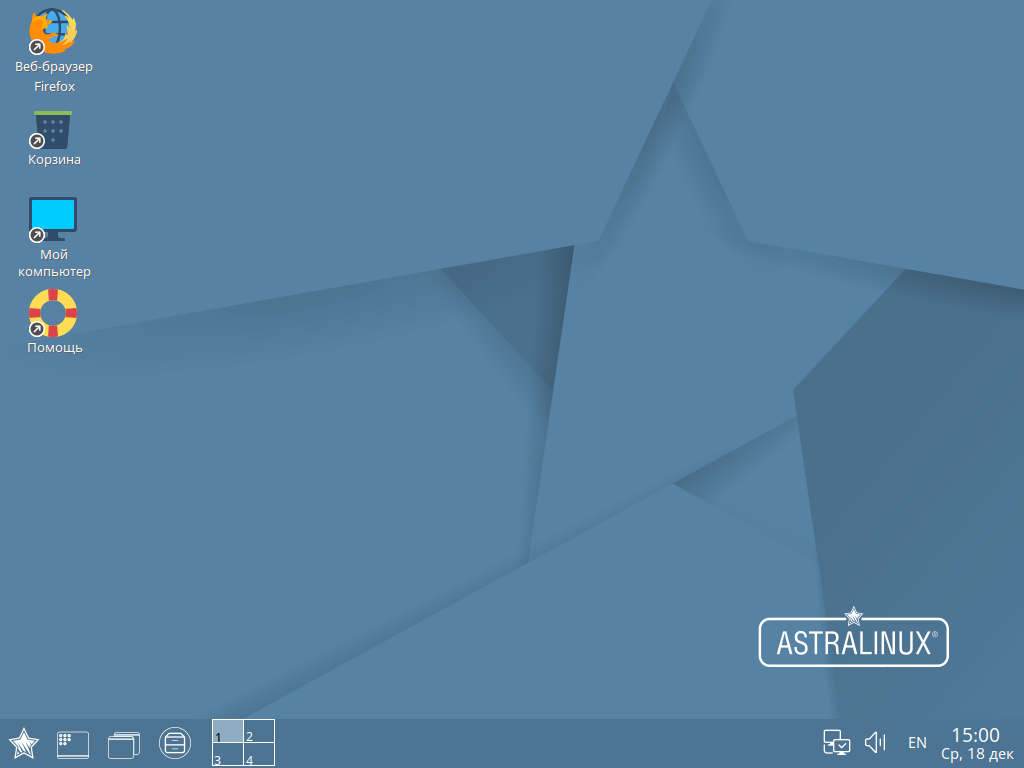 Веб-браузер
Firefox
Корзина
Мой
компьютер
Помощь
ASTRALINUX®
1 2
3 4
EN
15:00
Ср, 18 дек